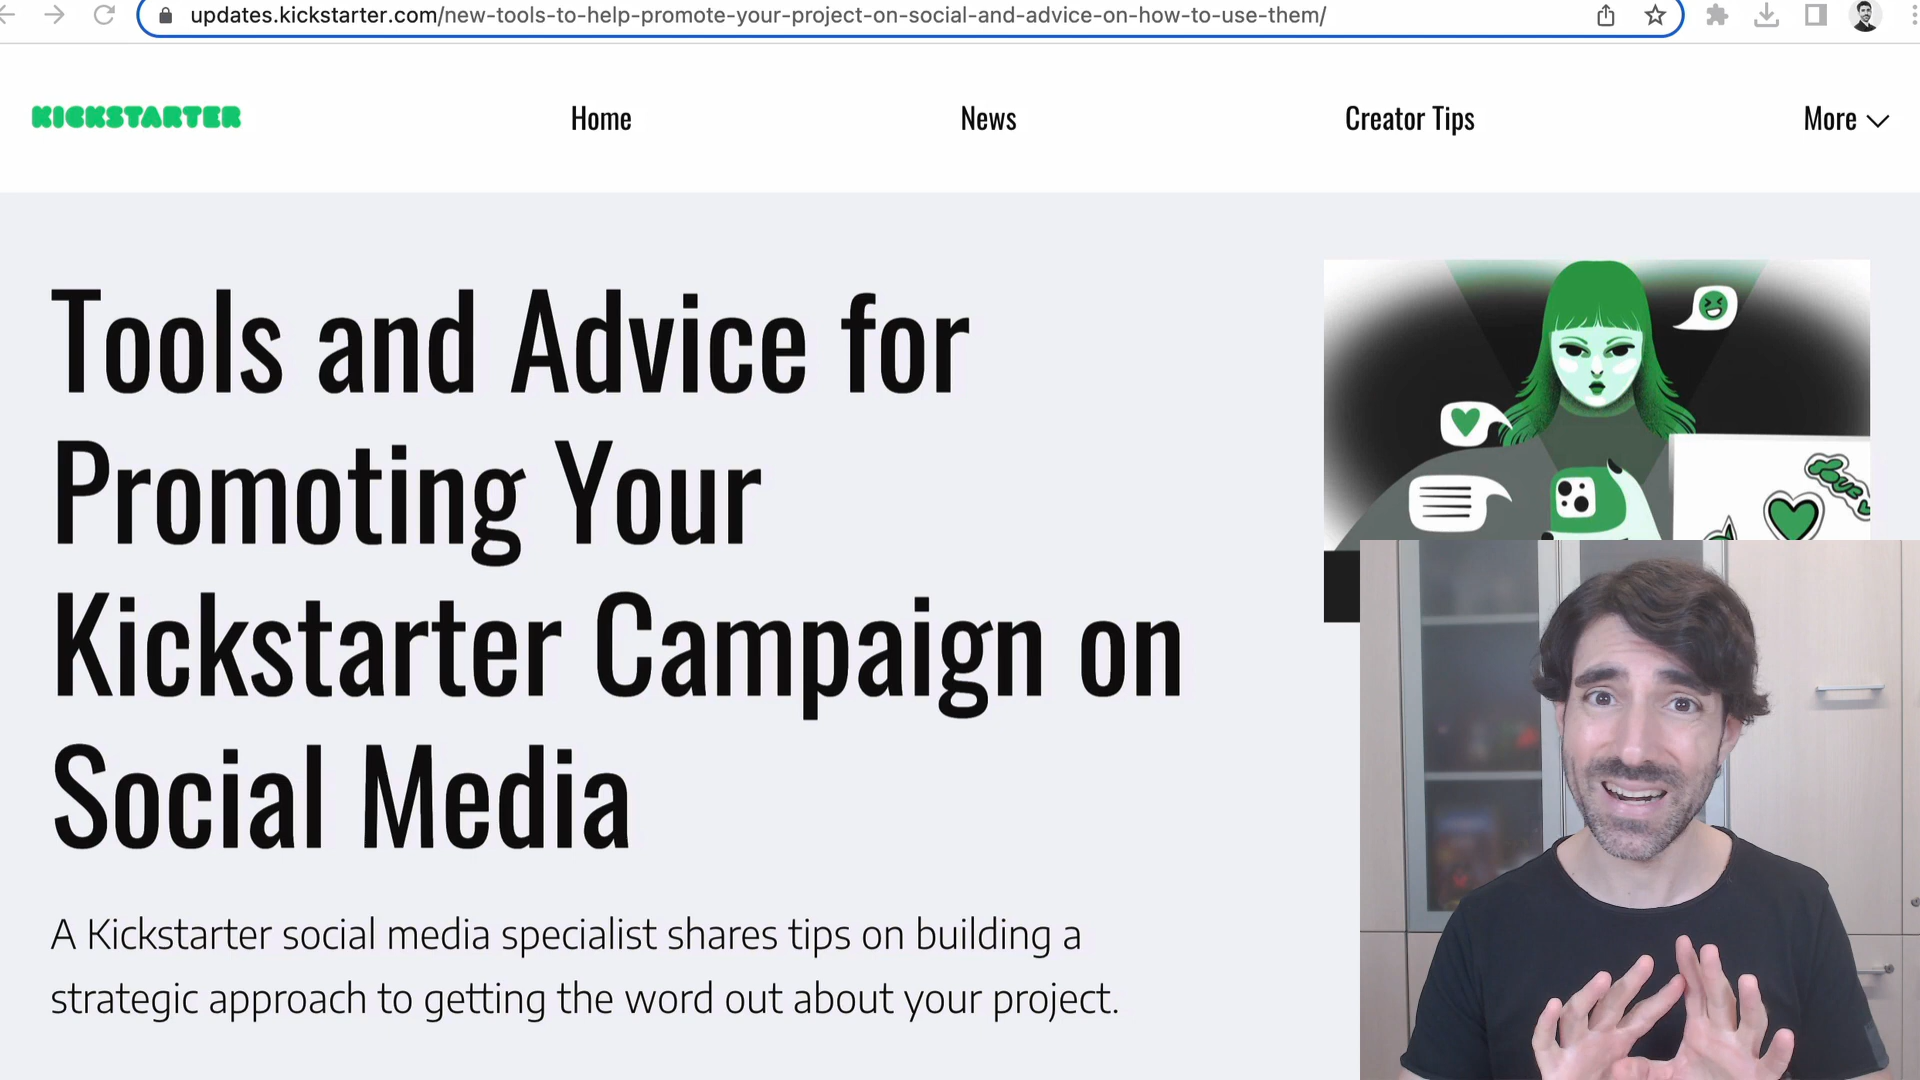 updates.kickstarter.com/new-tools-to-help-promote-your-project-on-social-and-advice-on-how-to-use-them/
KICKSTARTER
Home
News
Creator Tips
More
Tools and Advice for
Promoting Your
Kickstarter Campaign on
Social Media
A Kickstarter social media specialist shares tips on building a
strategic approach to getting the word out about your project.